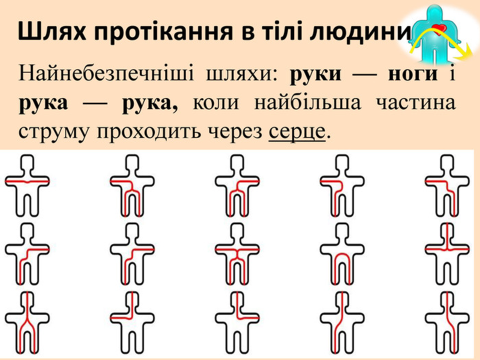 Шлях протікання в тілі людини
Найнебезпечніші шляхи: руки — ноги і
рука — рука, коли найбільша частина
струму проходить через серце.